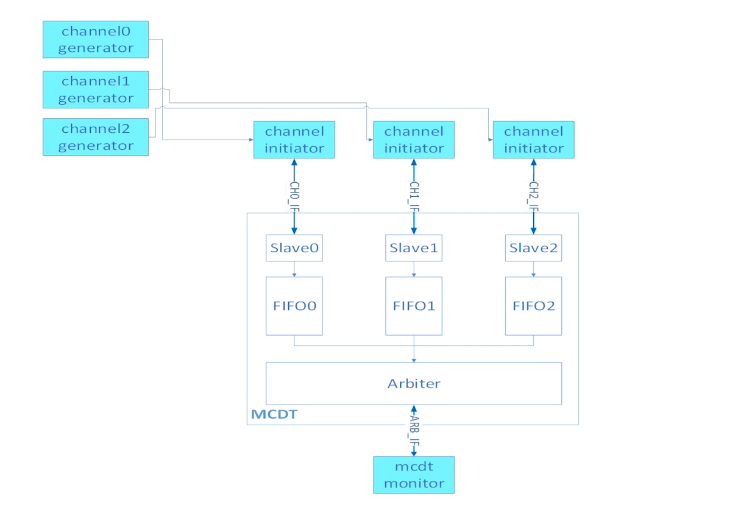 channel0
generator
channel1
generator
channel2
generator
channel
initiator
channel
initiator
channel
initiator
CH0_IF
CH1_IF
CH2_IF
Slave0
Slave1
Slave2
FIFO0
FIFO1
FIFO2
Arbiter
MCDT
ARB_IF
mcdt
monitor